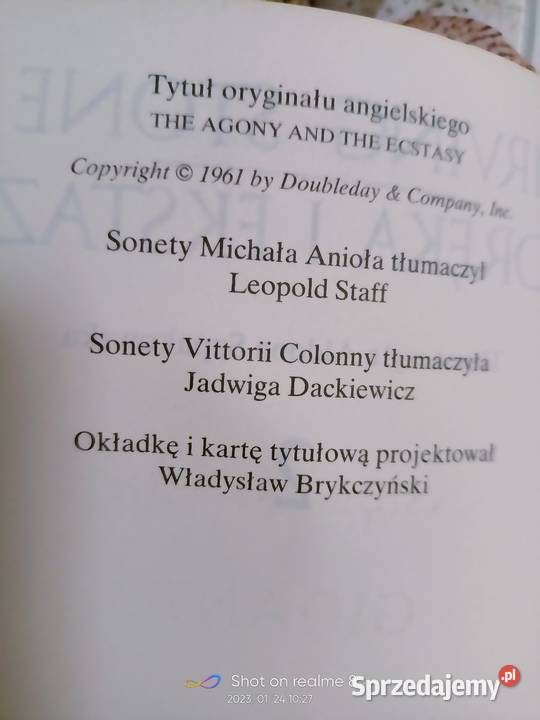 Tytuł oryginału angielskiego
THE AGONY AND THE ECSTASY
Copyright © 1961 by Doubleday & Company, Inc.
Sonety Michała Anioła tłumaczył
Leopold Staff
Sonety Vittorii Colonny tłumaczyła
Jadwiga Dackiewicz
Okładkę i kartę tytułową projektował
Władysław Brykczyński
Shot on realme 8
2023 01 24 10:27
Sprzedajemy.pl